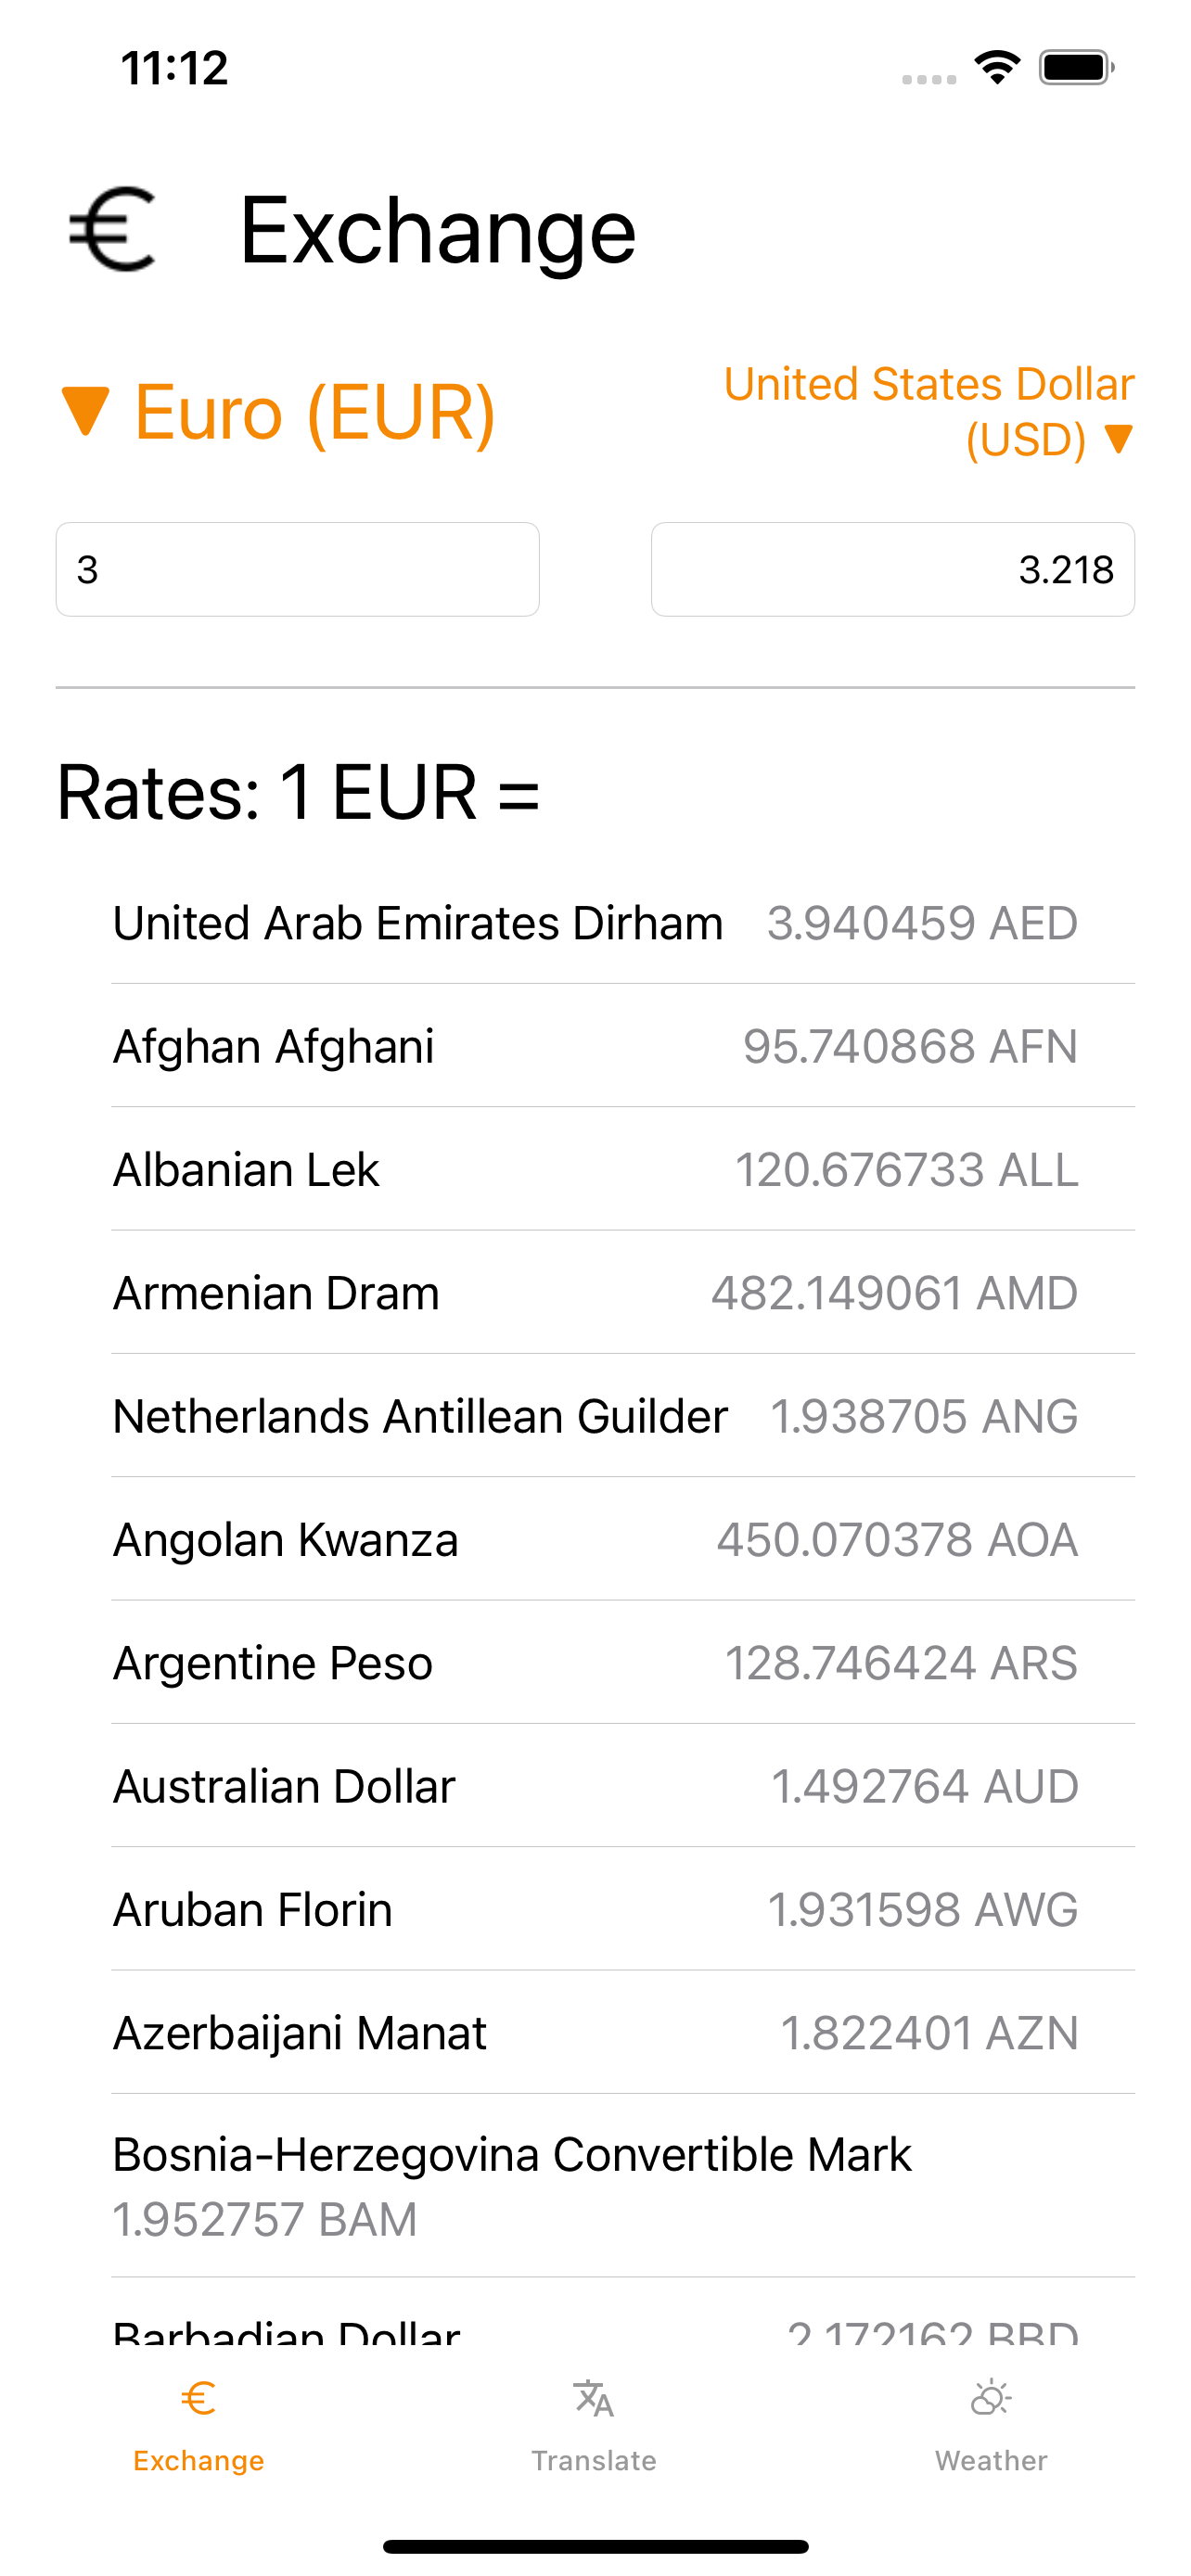 11:12
€ Exchange
▼ Euro (EUR)
United States Dollar
(USD) ▼
3
3.218
Rates: 1 EUR =
United Arab Emirates Dirham 3.940459 AED
Afghan Afghani 95.740868 AFN
Albanian Lek 120.676733 ALL
Armenian Dram 482.149061 AMD
Netherlands Antillean Guilder 1.938705 ANG
Angolan Kwanza 450.070378 AOA
Argentine Peso 128.746424 ARS
Australian Dollar 1.492764 AUD
Aruban Florin 1.931598 AWG
Azerbaijani Manat 1.822401 AZN
Bosnia-Herzegovina Convertible Mark
1.952757 BAM
Barbadian Dollar 2.172162 BBD
€
Exchange
Translate
Weather